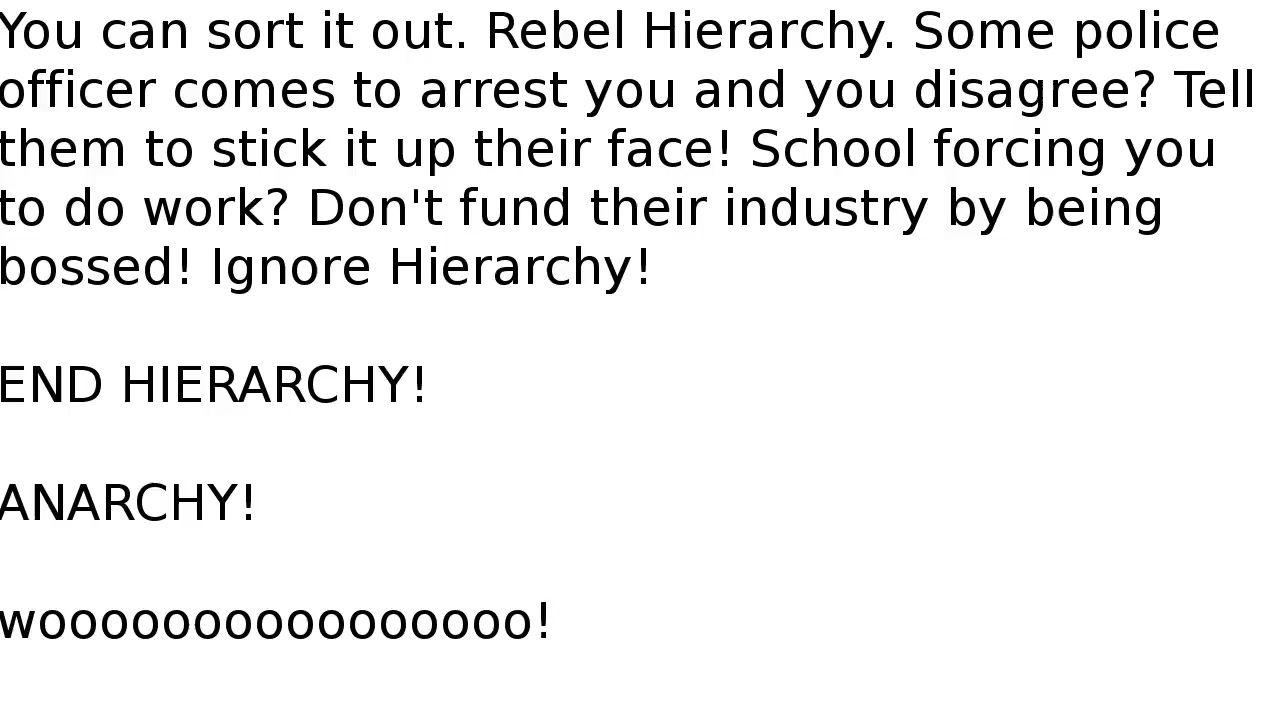 You can sort it out. Rebel Hierarchy. Some police
officer comes to arrest you and you disagree? Tell
them to stick it up their face! School forcing you
to do work? Don't fund their industry by being
bossed! Ignore Hierarchy!
END HIERARCHY!
ANARCHY!
woooooooooooooooo!